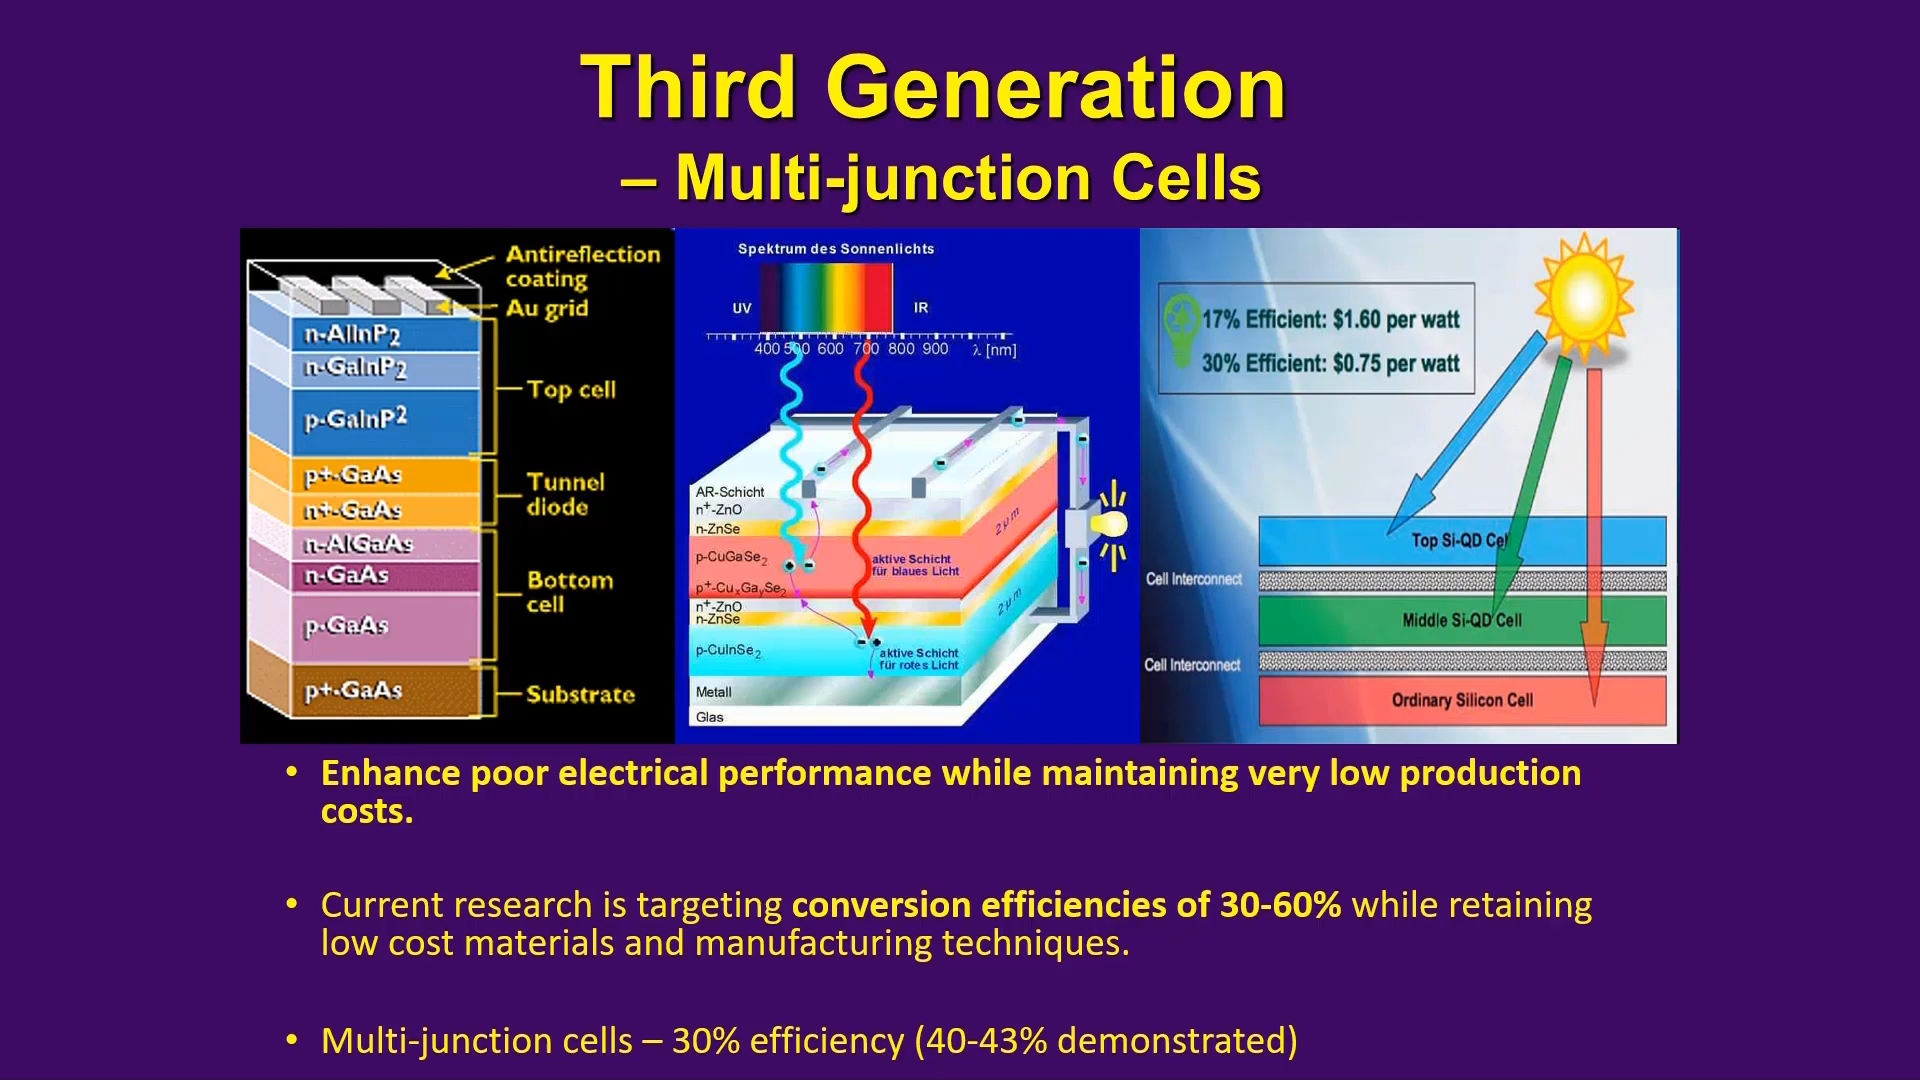 Third Generation
– Multi-junction Cells
Antireflection
coating
Au grid
n-AlInP2
n-GaInP2
p-GaInP2
Top cell
p+-GaAs
n+-GaAs
Tunnel
diode
n-AlGaAs
n-GaAs
p-GaAs
Bottom
cell
p+-GaAs
Substrate
Spektrum des Sonnenlichts
UV
IR
400 500 600 700 800 900 λ [nm]
AR-Schicht
n+-ZnO
n-ZnSe
p-CuGaSe2
aktive Schicht
für blaues Licht
2 µm
p+-CuxGaySe2
n+-ZnO
n-ZnSe
2 µm
p-CuInSe2
aktive Schicht
für rotes Licht
Metall
Glas
17% Efficient: $1.60 per watt
30% Efficient: $0.75 per watt
Top Si-QD Cell
Cell Interconnect
Middle Si-QD Cell
Cell Interconnect
Ordinary Silicon Cell
• Enhance poor electrical performance while maintaining very low production
costs.
• Current research is targeting conversion efficiencies of 30-60% while retaining
low cost materials and manufacturing techniques.
• Multi-junction cells – 30% efficiency (40-43% demonstrated)